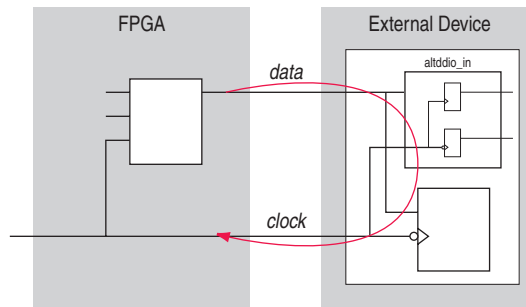 FPGA
External Device
altddio_in
data
clock